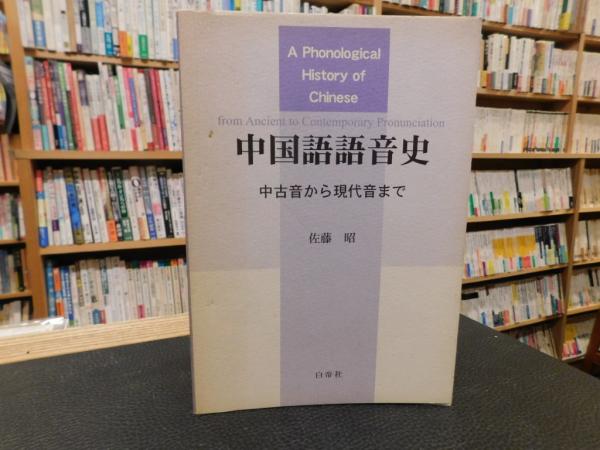 A Phonological
History of
Chinese
from Ancient to Contemporary Pronunciation
中国語語音史
中古音から現代音まで
佐藤 昭
白帝社